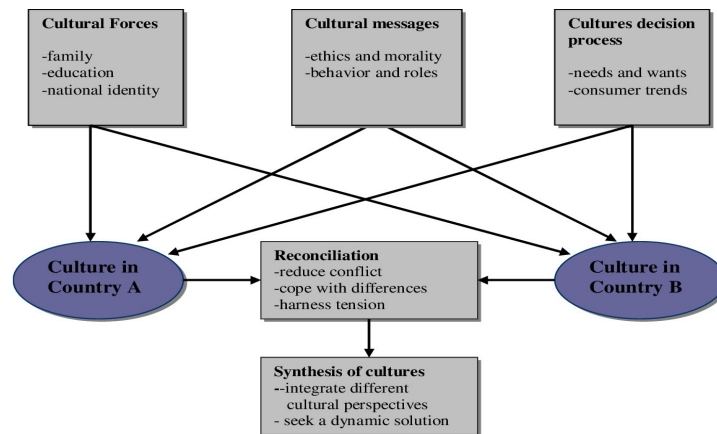 Cultural Forces
-family
-education
-national identity
Cultural messages
-ethics and morality
-behavior and roles
Cultures decision
process
-needs and wants
-consumer trends
Culture in
Country A
Reconciliation
-reduce conflict
-cope with differences
-harness tension
Culture in
Country B
Synthesis of cultures
--integrate different
cultural perspectives
- seek a dynamic solution